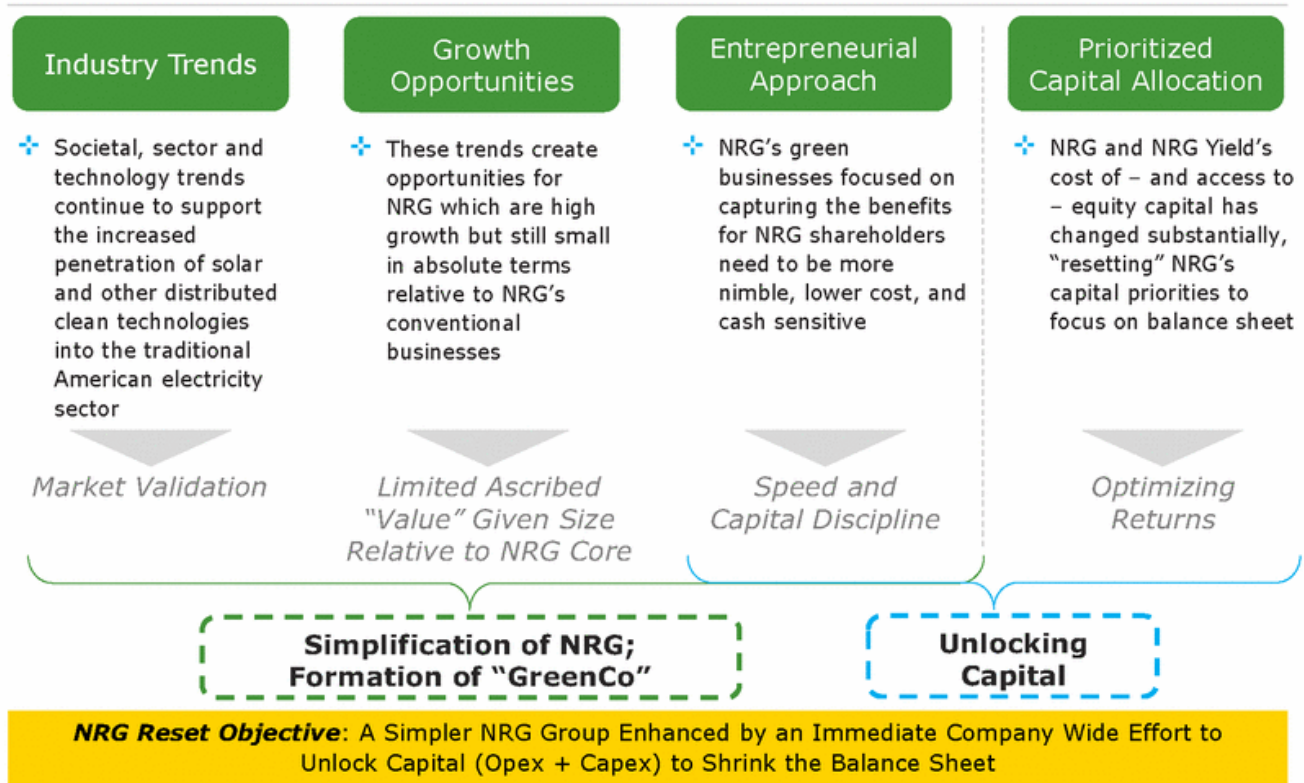 Industry Trends
Societal, sector and
technology trends
continue to support
the increased
penetration of solar
and other distributed
clean technologies
into the traditional
American electricity
sector
Market Validation
Growth
Opportunities
These trends create
opportunities for
NRG which are high
growth but still small
in absolute terms
relative to NRG’s
conventional
businesses
Limited Ascribed
“Value” Given Size
Relative to NRG Core
Entrepreneurial
Approach
NRG’s green
businesses focused on
capturing the benefits
for NRG shareholders
need to be more
nimble, lower cost, and
cash sensitive
Speed and
Capital Discipline
Prioritized
Capital Allocation
NRG and NRG Yield’s
cost of – and access to
– equity capital has
changed substantially,
“resetting” NRG’s
capital priorities to
focus on balance sheet
Optimizing
Returns
Simplification of NRG;
Formation of “GreenCo”
Unlocking
Capital
NRG Reset Objective: A Simpler NRG Group Enhanced by an Immediate Company Wide Effort to
Unlock Capital (Opex + Capex) to Shrink the Balance Sheet